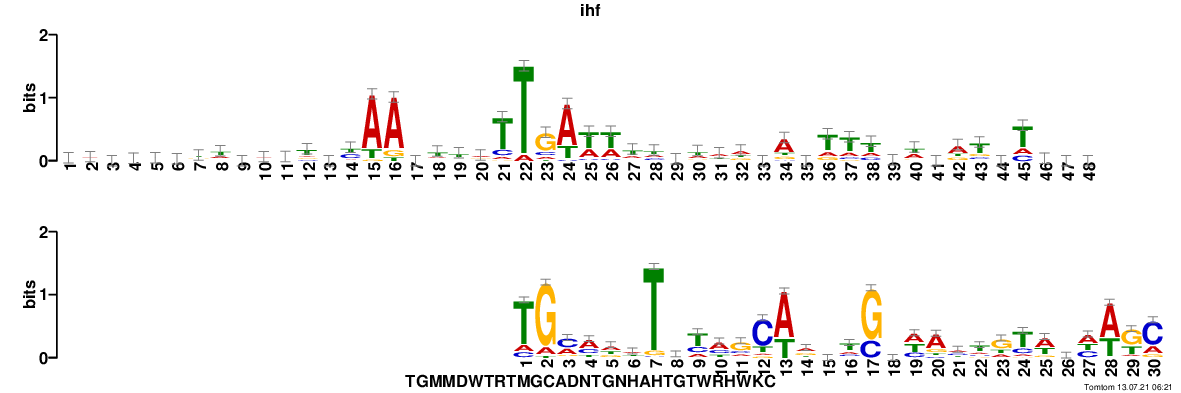 ihf
2
1
0
bits
1 2 3 4 5 6 7 8 9 10 11 12 13 14 15 16 17 18 19 20 21 22 23 24 25 26 27 28 29 30 31 32 33 34 35 36 37 38 39 40 41 42 43 44 45 46 47 48
2
1
0
bits
1 2 3 4 5 6 7 8 9 10 11 12 13 14 15 16 17 18 19 20 21 22 23 24 25 26 27 28 29 30
TGMMDWTRTMGCADNTGNHAHTGTWRHWKC
Tomtom 13.07.21 06:21